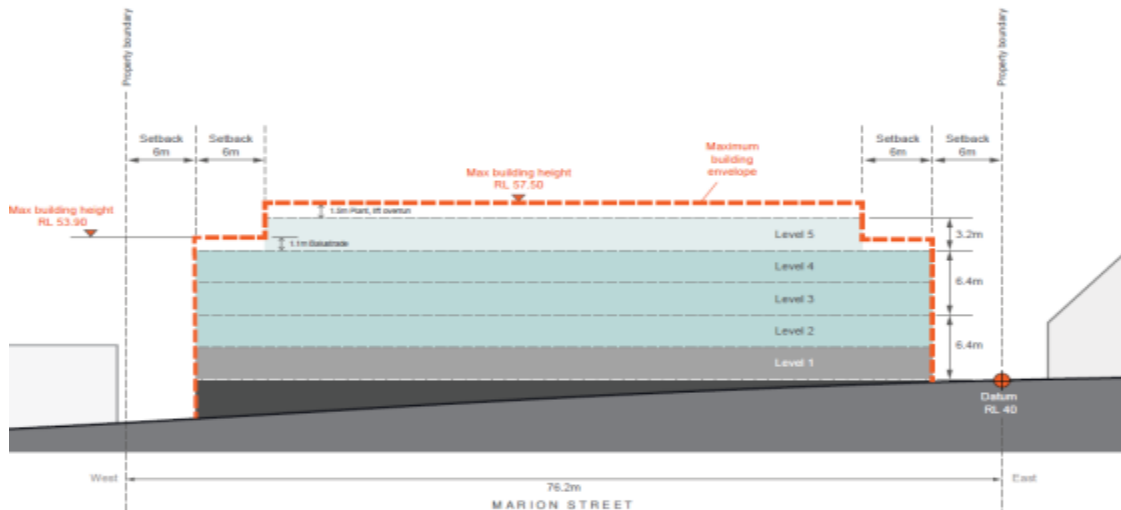 Property boundary
Property boundary
Setback
6m
Setback
6m
Setback
6m
Setback
6m
Maximum
building
envelope
Max building height
RL 57.50
Max building height
RL 53.90
lift overrun
1.1m Balustrade
Level 5
3.2m
Level 4
6.4m
Level 3
Level 2
6.4m
Level 1
Datum
RL 40
West
East
76.2m
MARION STREET